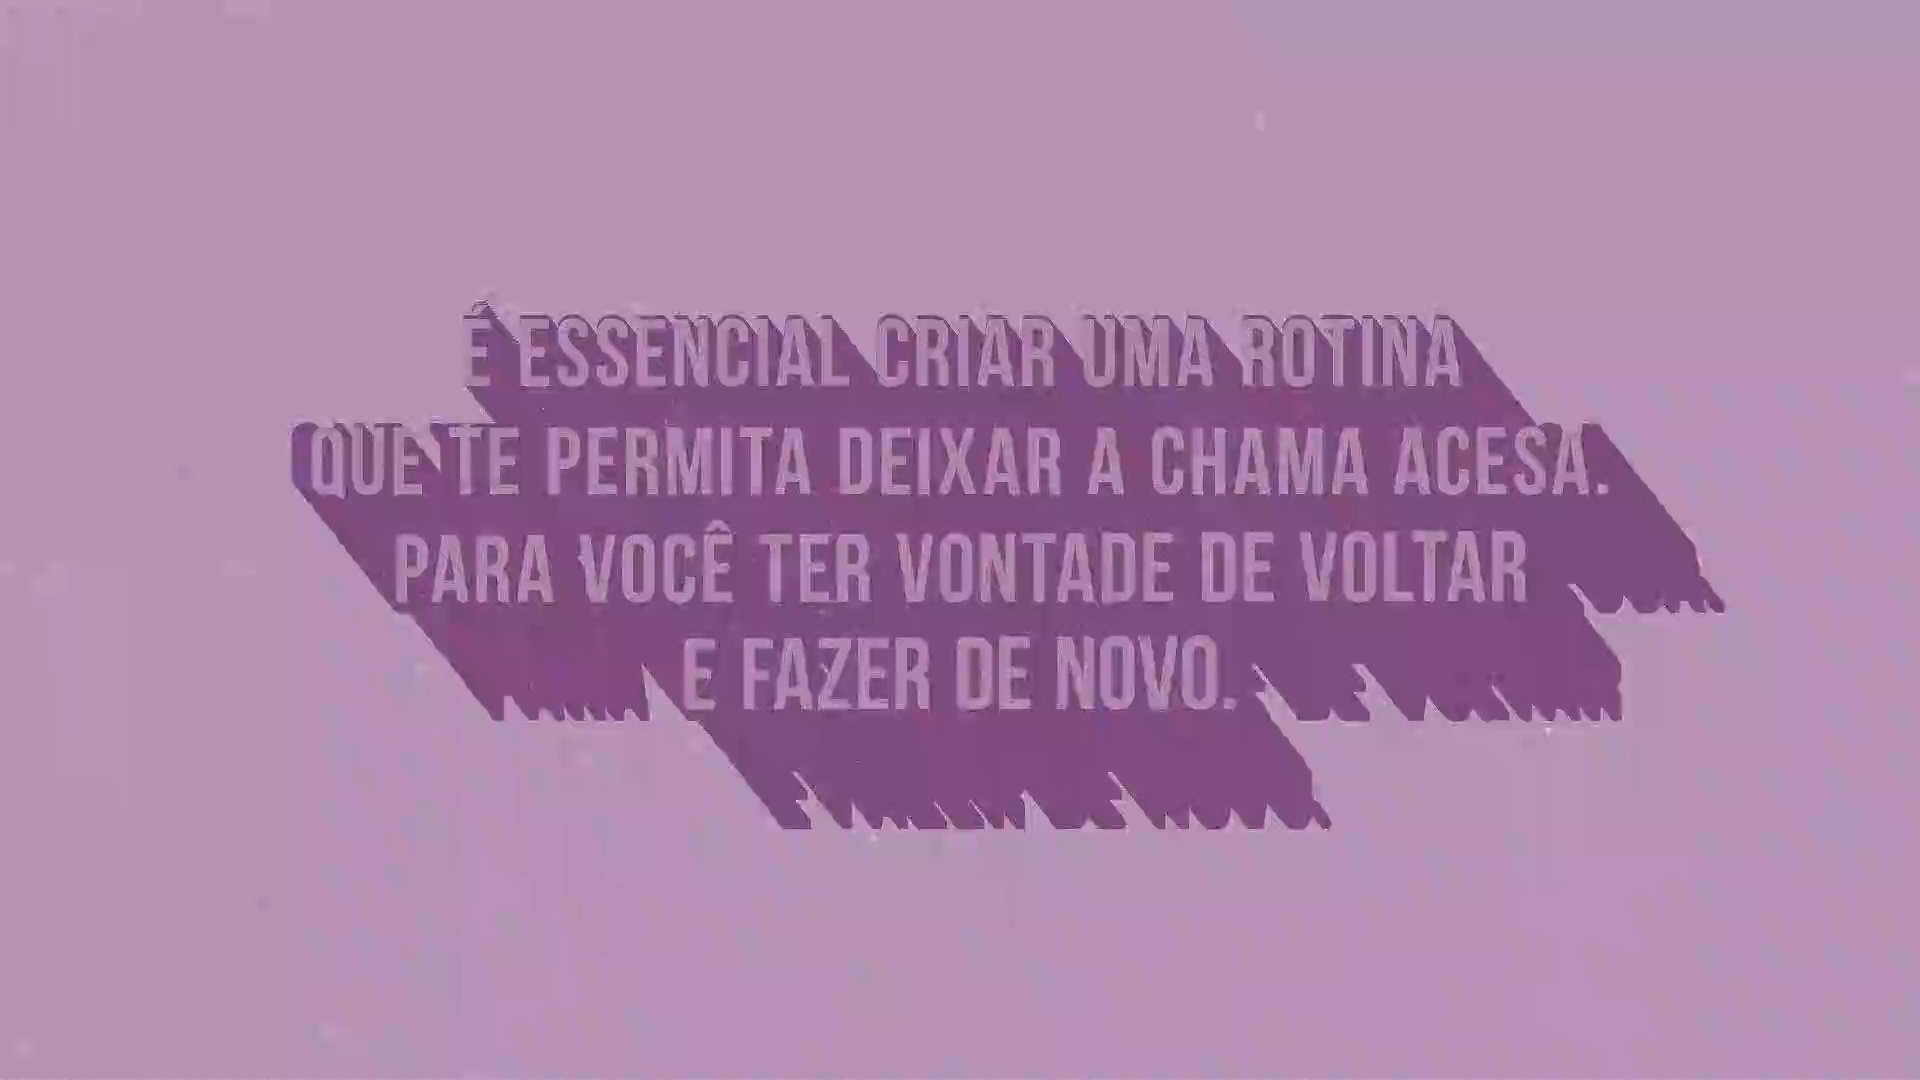 É ESSENCIAL CRIAR UMA ROTINA
QUE TE PERMITA DEIXAR A CHAMA ACESA.
PARA VOCÊ TER VONTADE DE VOLTAR
E FAZER DE NOVO.